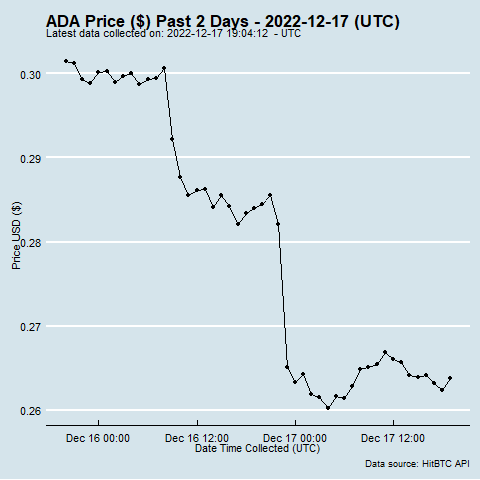 ADA Price ($) Past 2 Days - 2022-12-17 (UTC)
Latest data collected on: 2022-12-17 19:04:12 - UTC
0.30
0.29
0.28
Price USD ($)
0.27
0.26
Dec 16 00:00 Dec 16 12:00 Dec 17 00:00 Dec 17 12:00
Date Time Collected (UTC)
Data source: HitBTC API